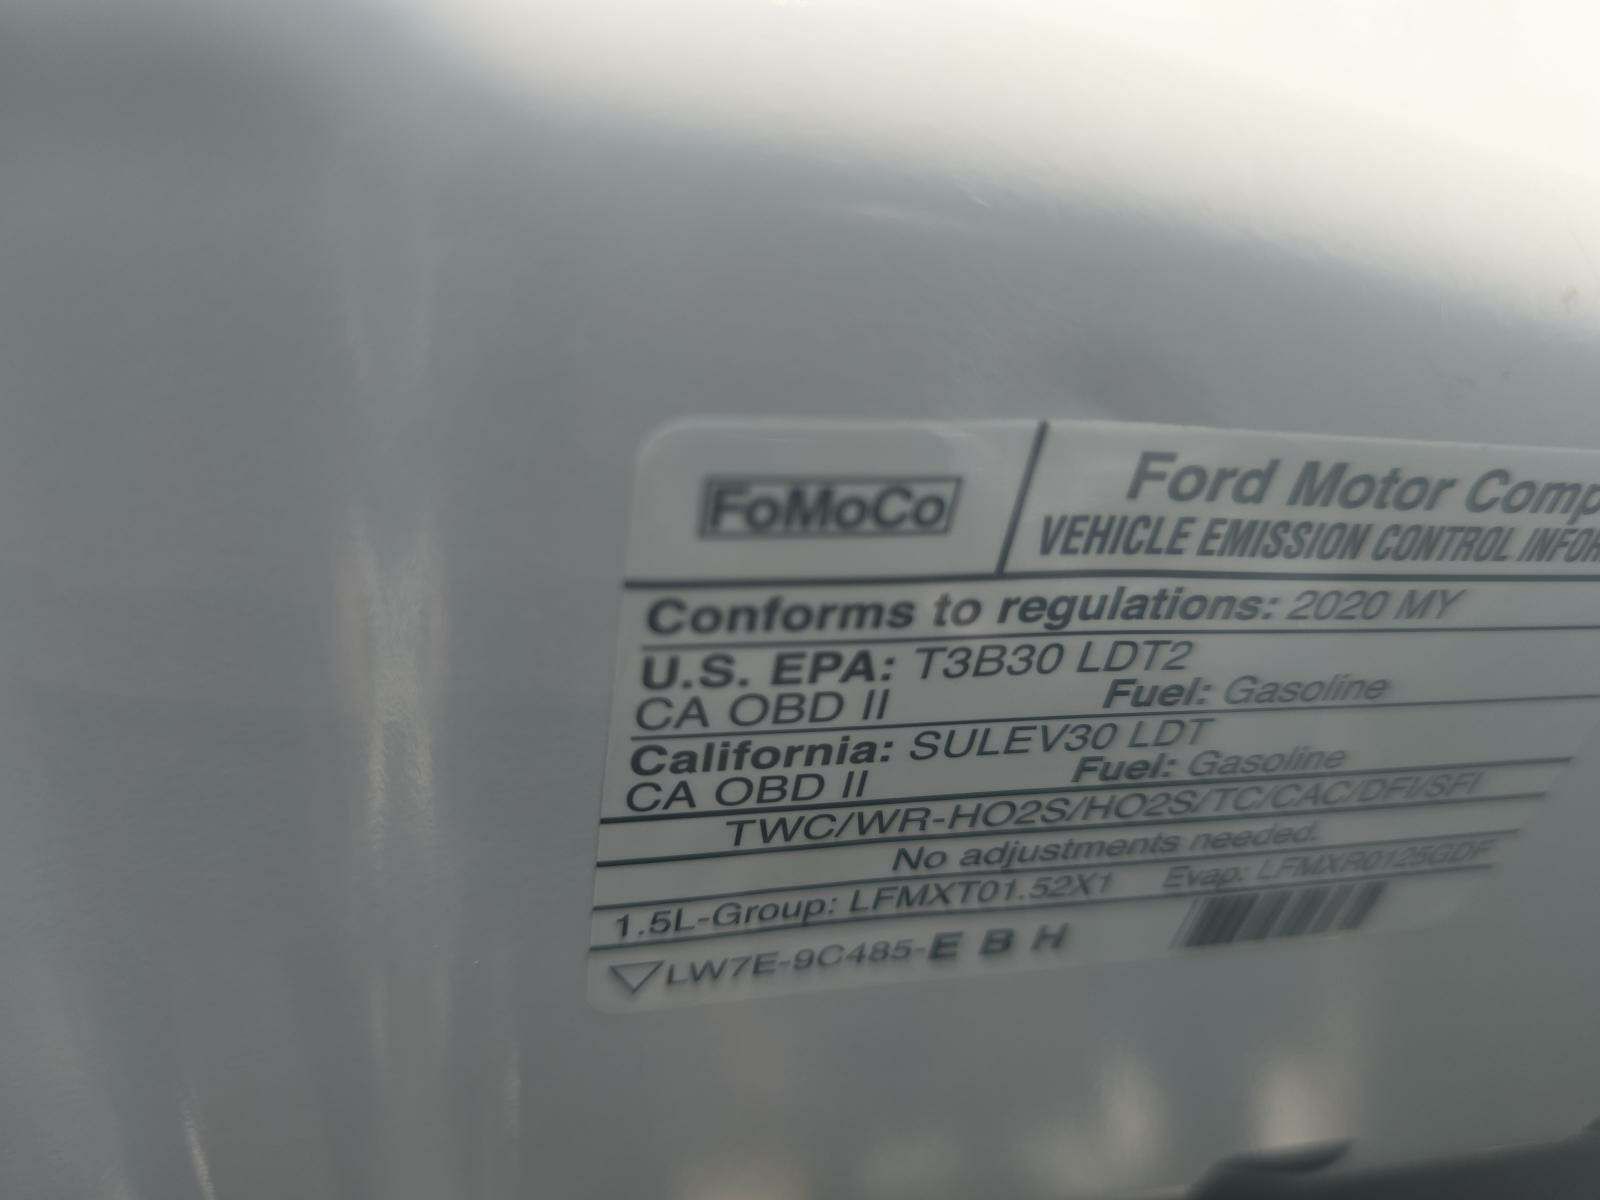 FoMoCo
Ford Motor Comp
VEHICLE EMISSION CONTROL INFOR
Conforms to regulations: 2020 MY
U.S. EPA: T3B30 LDT2
CA OBD II Fuel: Gasoline
California: SULEV30 LDT
CA OBD II Fuel: Gasoline
TWC/WR-HO2S/HO2S/TC/CAC/DFI/SFI
No adjustments needed.
1.5L-Group: LFMXT01.52X1 Evap: LFMXR0125GDF
LW7E-9C485-E B H